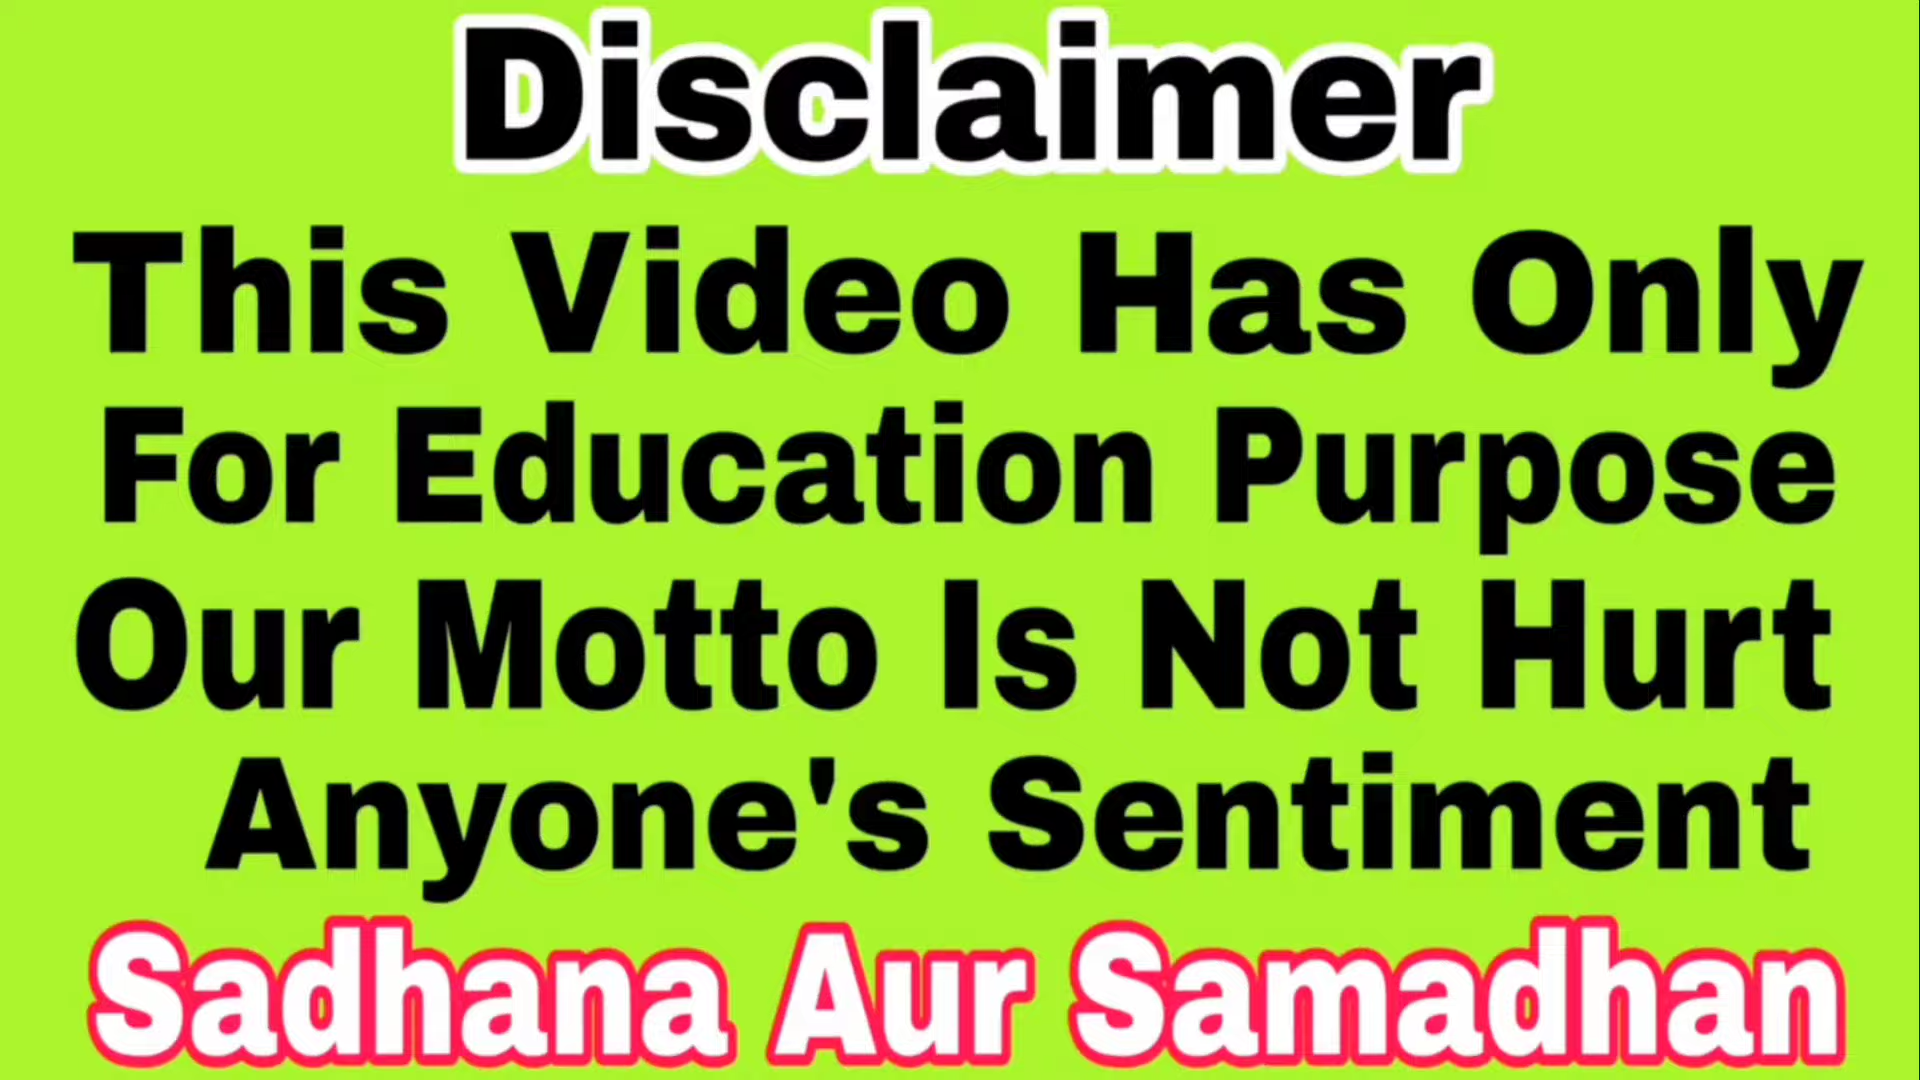 Disclaimer
This Video Has Only
For Education Purpose
Our Motto Is Not Hurt
Anyone's Sentiment
Sadhana Aur Samadhan